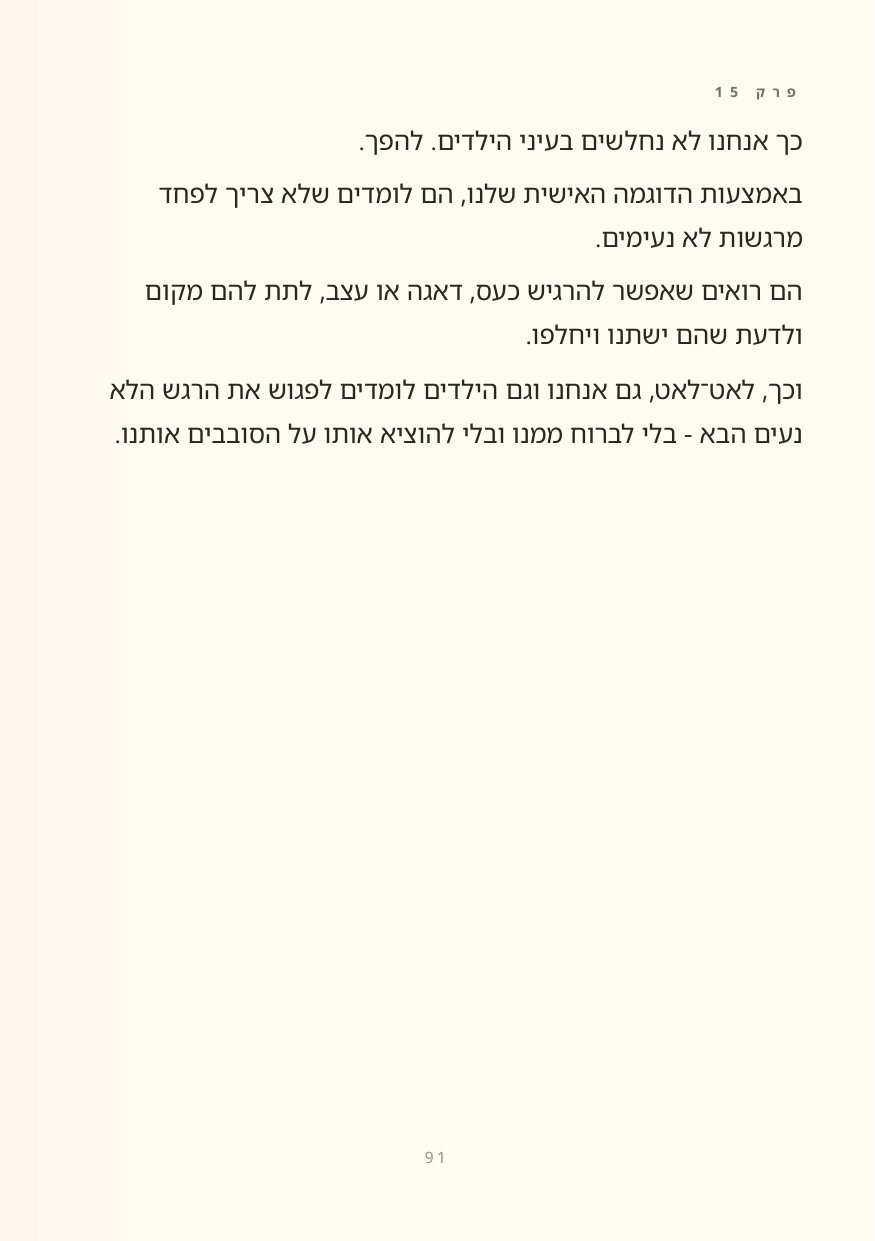 פרק 15
כך אנחנו לא נחלשים בעיני הילדים. להפך.
באמצעות הדוגמה האישית שלנו, הם לומדים שלא צריך לפחד
מרגשות לא נעימים.
הם רואים שאפשר להרגיש כעס, דאגה או עצב, לתת להם מקום
ולדעת שהם ישתנו ויחלפו.
וכך, לאט־לאט, גם אנחנו וגם הילדים לומדים לפגוש את הרגש הלא
נעים הבא - בלי לברוח ממנו ובלי להוציא אותו על הסובבים אותנו.
91